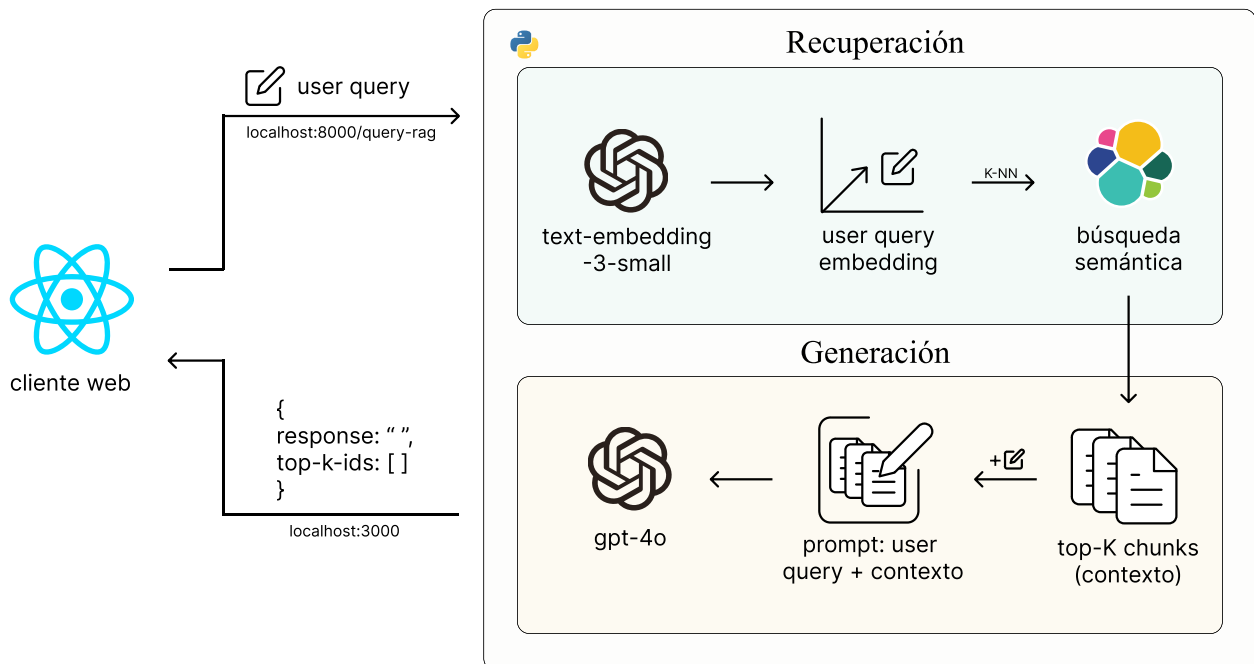 Recuperación
user query
localhost:8000/query-rag
K-NN
text-embedding
-3-small
user query
embedding
búsqueda
semántica
cliente web
Generación
{
response: “ ”,
top-k-ids: [ ]
}
localhost:3000
+
gpt-4o
prompt: user
query + contexto
top-K chunks
(contexto)